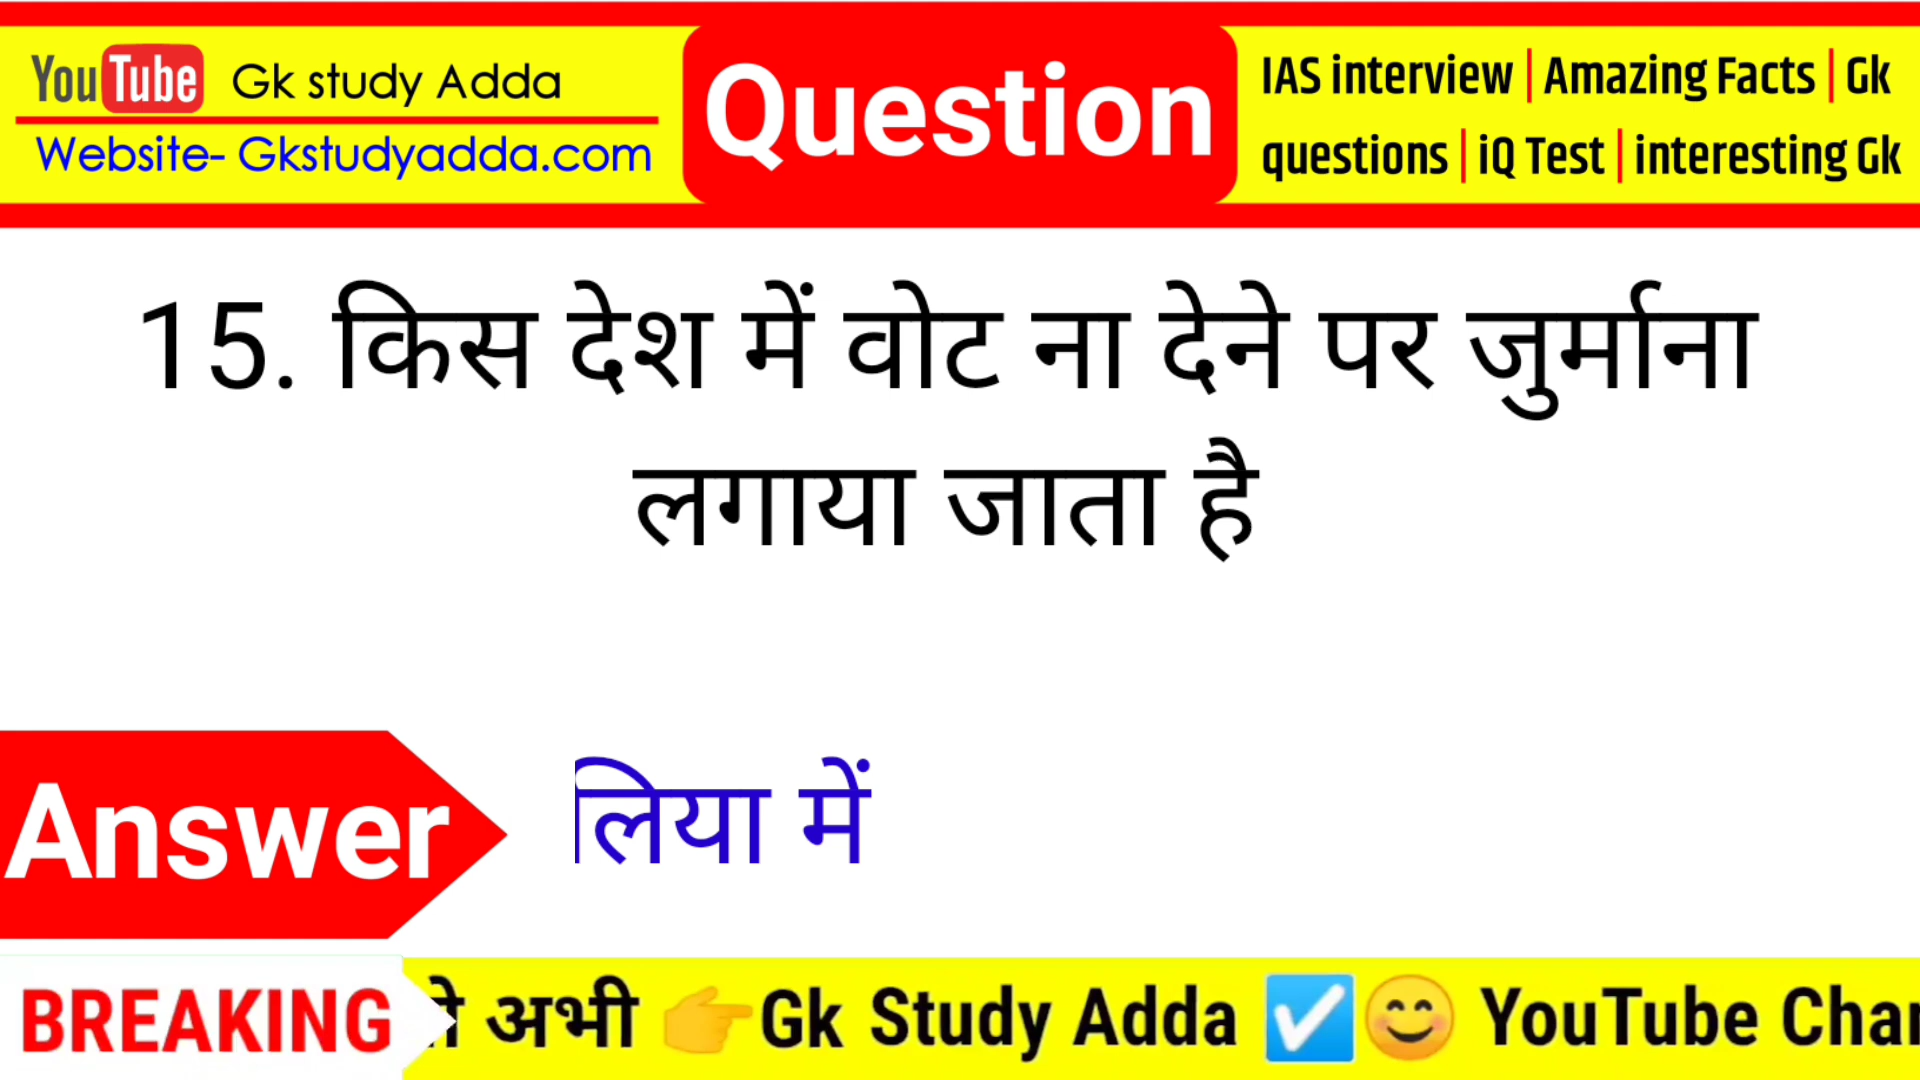 YouTube Gk study Adda
Website- Gkstudyadda.com
Question
IAS interview | Amazing Facts | Gk
questions | iQ Test | interesting Gk
15. किस देश में वोट ना देने पर जुर्माना
लगाया जाता है
Answer
लिया में
BREAKING
अभी 👉Gk Study Adda ☑️😊 YouTube